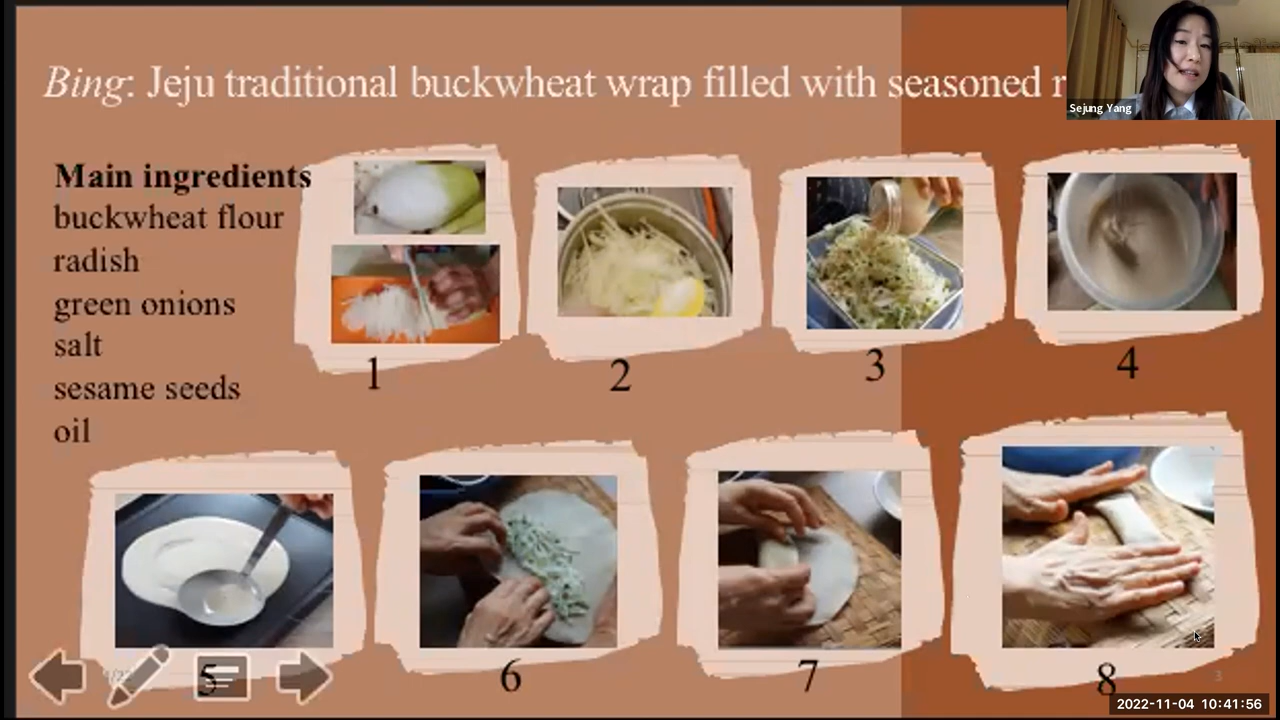 Bing: Jeju traditional buckwheat wrap filled with seasoned
Sejung Yang
Main ingredients
buckwheat flour
radish
green onions
salt
sesame seeds
oil
1
2
3
4
5
6
7
8
3
2022-11-04 10:41:56